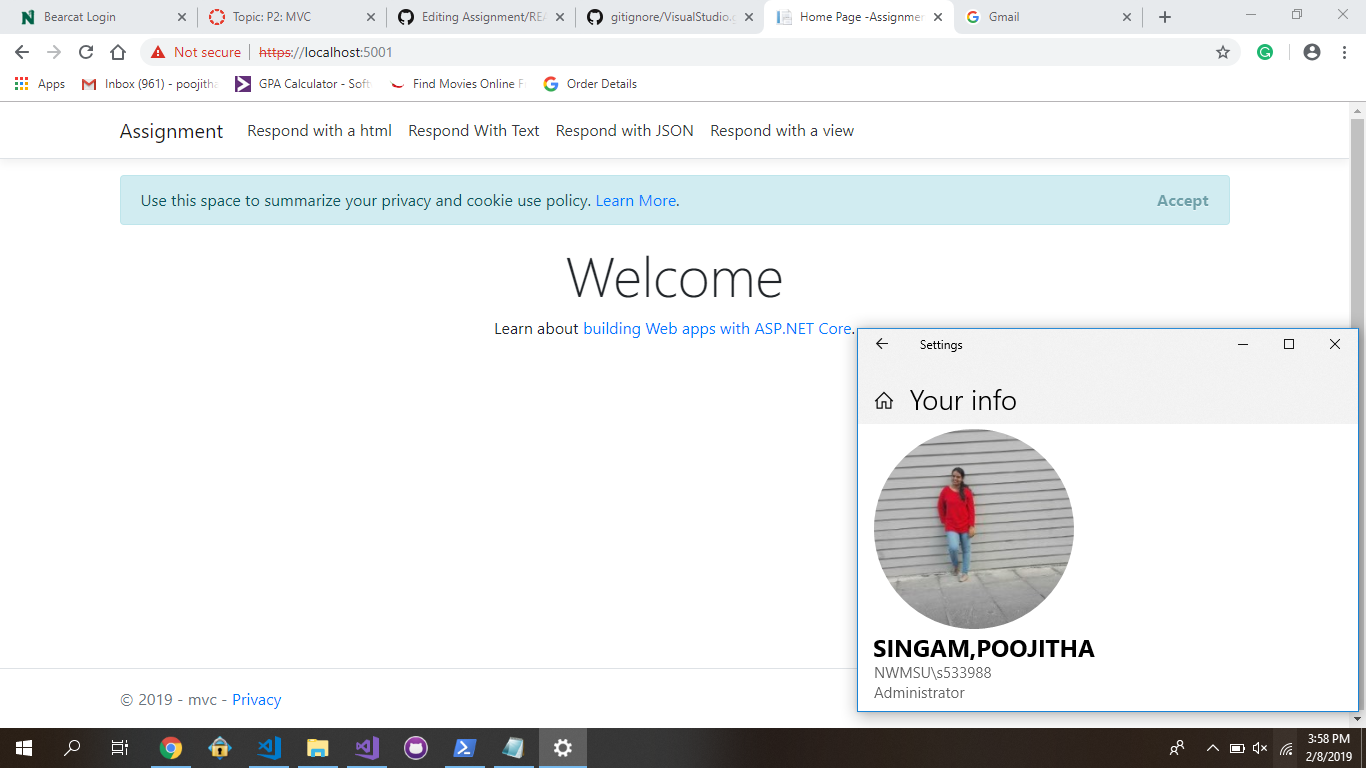 Bearcat Login
Topic: P2: MVC
Editing Assignment/REA
gitignore/VisualStudio.
Home Page -Assignmen
Gmail
Not secure https://localhost:5001
Apps
Inbox (961) - poojitha
GPA Calculator - Soft
Find Movies Online F
Order Details
Assignment
Respond with a html
Respond With Text
Respond with JSON
Respond with a view
Use this space to summarize your privacy and cookie use policy. Learn More.
Accept
Welcome
Learn about building Web apps with ASP.NET Core.
Settings
Your info
SINGAM,POOJITHA
NWMSU\s533988
Administrator
© 2019 - mvc - Privacy
3:58 PM
2/8/2019